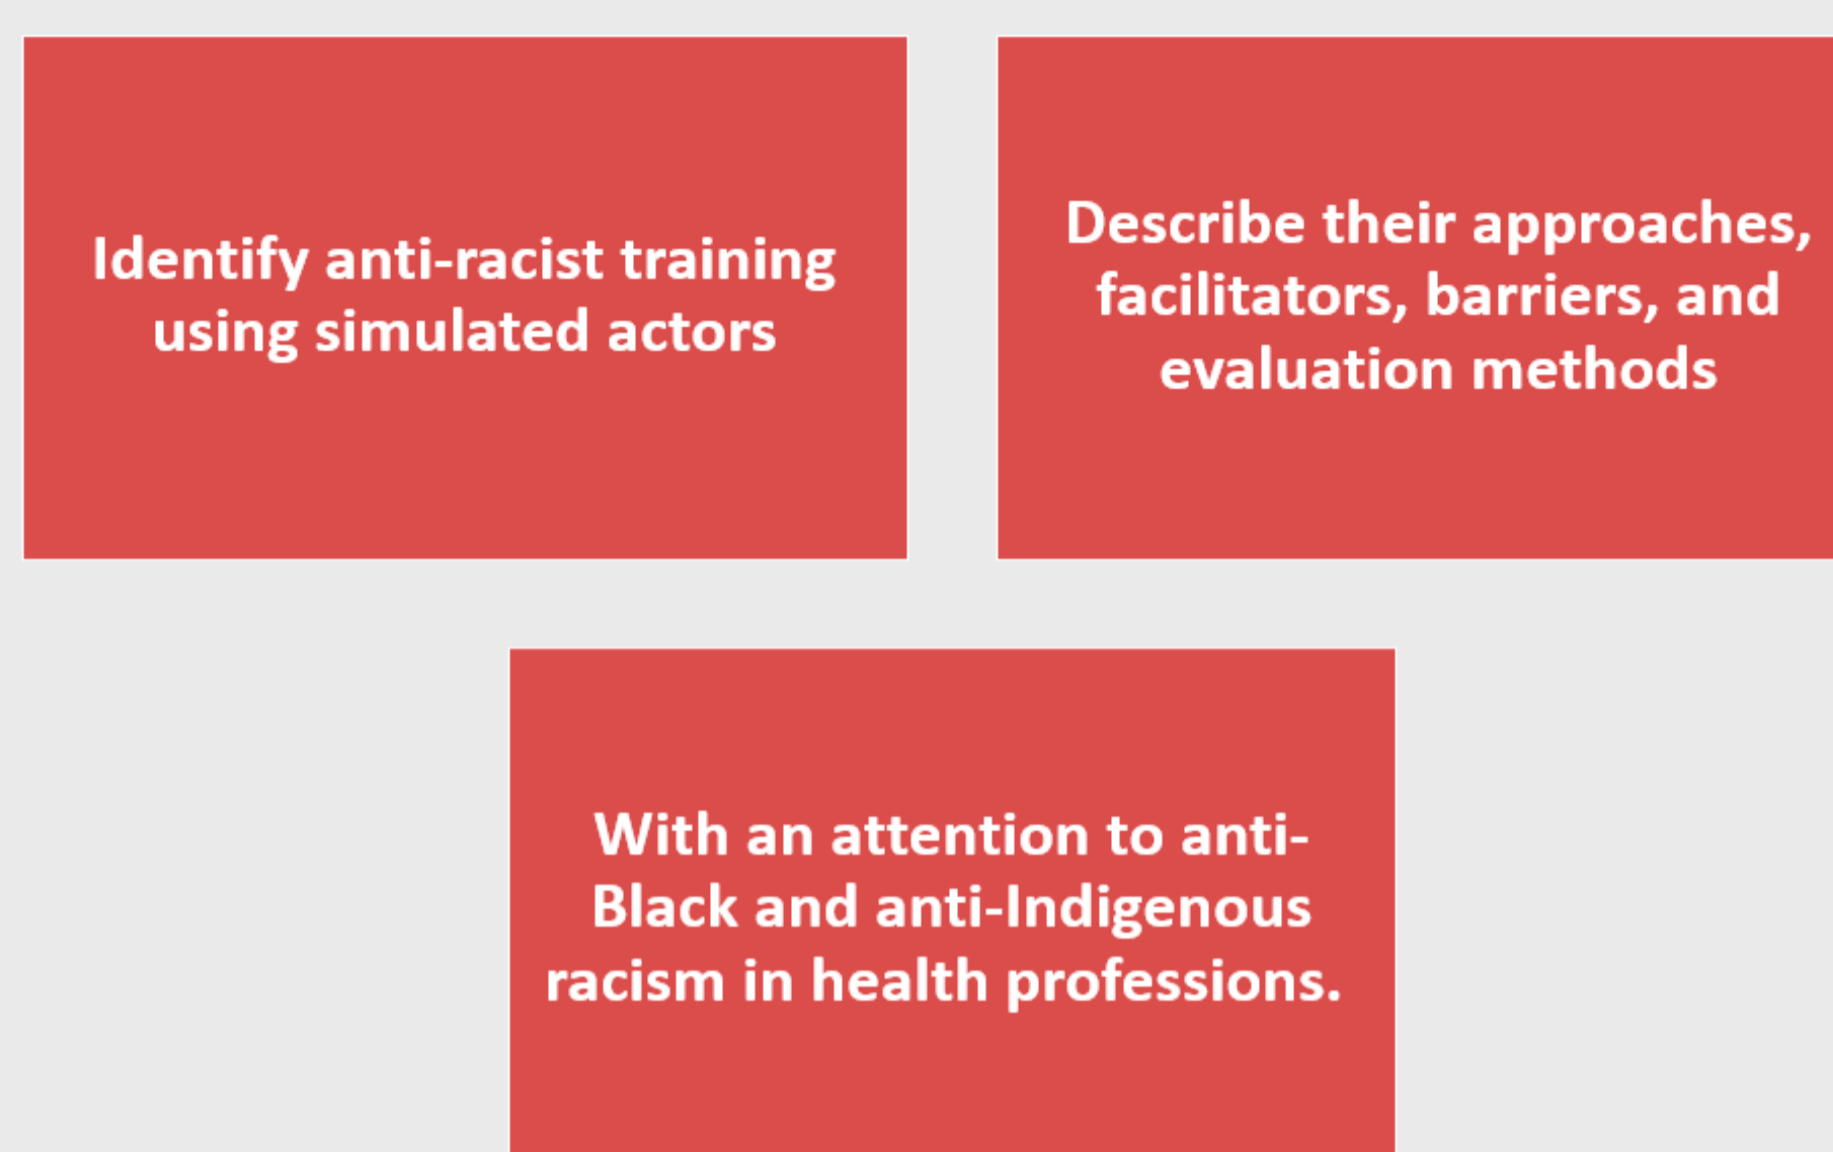 Identify anti-racist training
using simulated actors
Describe their approaches,
facilitators, barriers, and
evaluation methods
With an attention to anti-
Black and anti-Indigenous
racism in health professions.